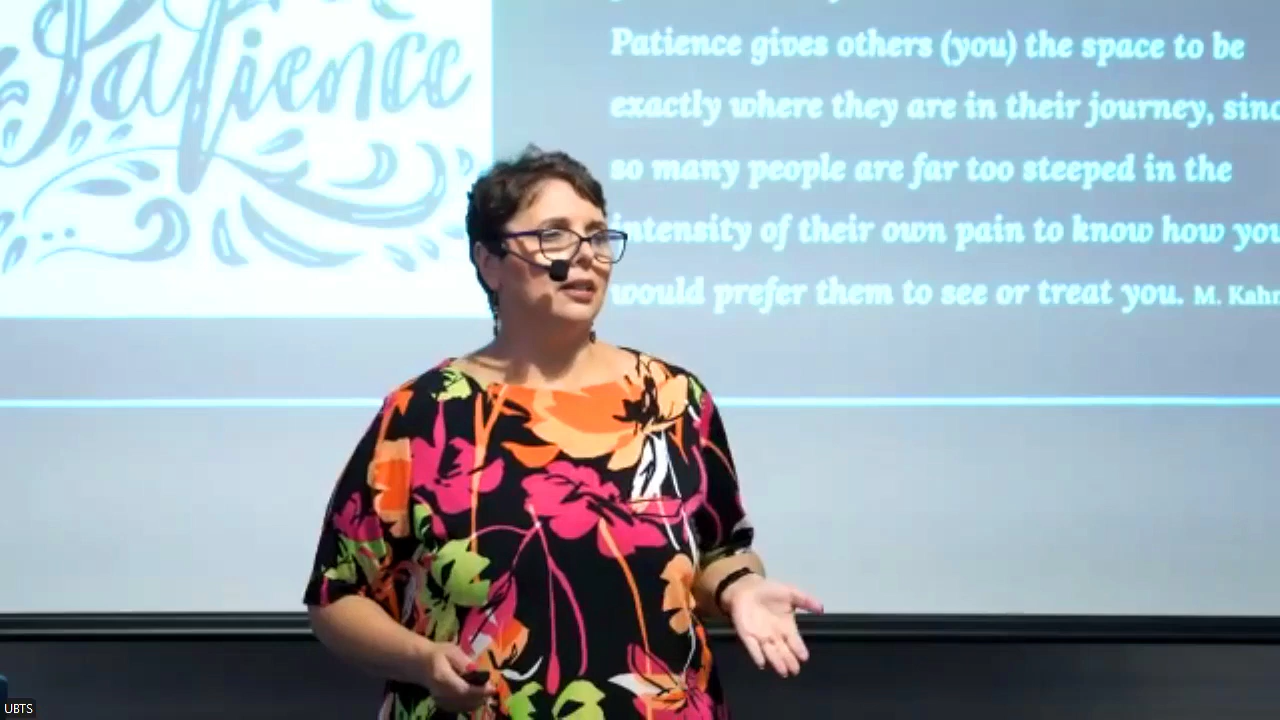 Patience
Patience gives others (you) the space to be
exactly where they are in their journey,
so many people are far too steeped in the
intensity of their own pain to know how
would prefer them to see or treat you. M.
UBTS